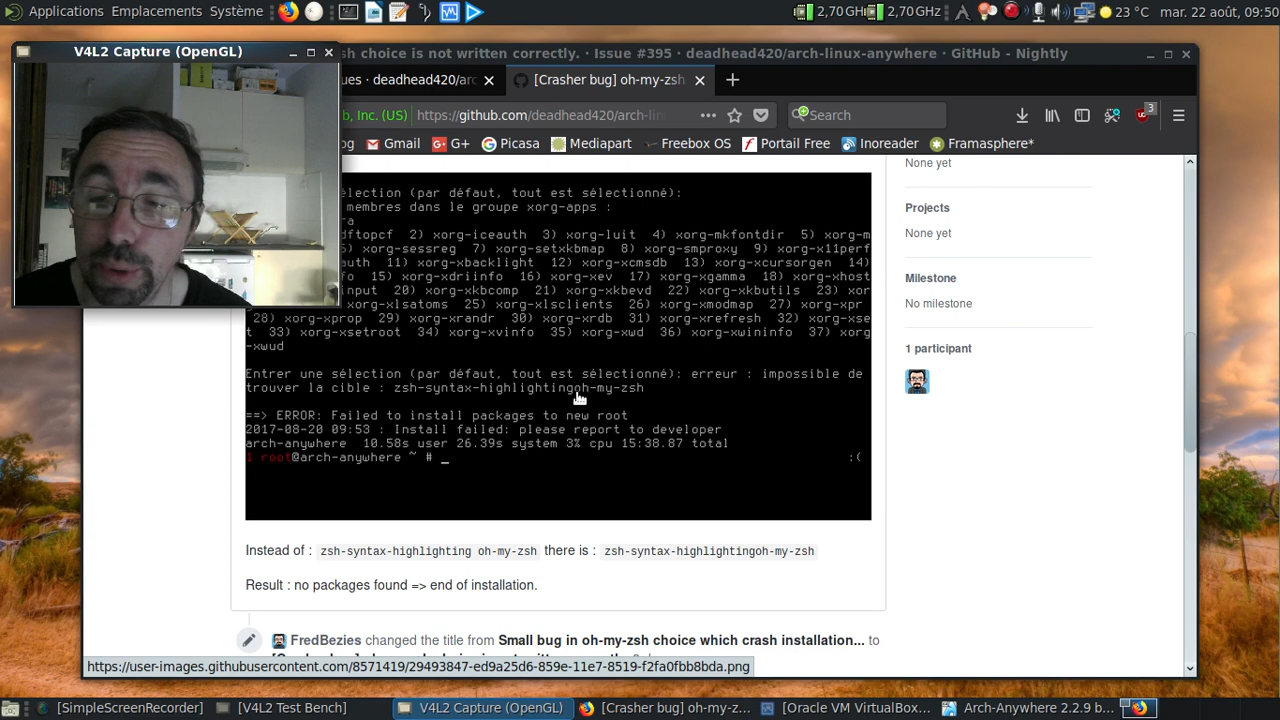 Applications Emplacements Système
2,70 GHz 2,70 GHz 23 °C mar. 22 août, 09:50
V4L2 Capture (OpenGL)
sh choice is not written correctly. · Issue #395 · deadhead420/arch-linux-anywhere · GitHub - Nightly
ues · deadhead420/arc
[Crasher bug] oh-my-zsh
b, Inc. (US) https://github.com/deadhead420/arch-lin
Search
3
og Gmail G+ Picasa Mediapart Freebox OS Portail Free Inoreader Framasphere*
None yet
Projects
None yet
Milestone
No milestone
1 participant
élection (par défaut, tout est sélectionné):
membres dans le groupe xorg-apps :
ra
dftopcf 2) xorg-iceauth 3) xorg-luit 4) xorg-mkfontdir 5) xorg-m
6) xorg-sessreg 7) xorg-setxkbmap 8) xorg-smproxy 9) xorg-x11perf
auth 11) xorg-xbacklight 12) xorg-xcmsdb 13) xorg-xcursorgen 14)
fo 15) xorg-xdriinfo 16) xorg-xev 17) xorg-xgamma 18) xorg-xhost
input 20) xorg-xkbcomp 21) xorg-xkbevd 22) xorg-xkbutils 23) xor
g-xlsatoms 25) xorg-xlsclients 26) xorg-xmodmap 27) xorg-xpr
28) xorg-xprop 29) xorg-xrandr 30) xorg-xrdb 31) xorg-xrefresh 32) xorg-xse
t 33) xorg-xsetroot 34) xorg-xvinfo 35) xorg-xwd 36) xorg-xwininfo 37) xorg
-xwud
Entrer une sélection (par défaut, tout est sélectionné): erreur : impossible de
trouver la cible : zsh-syntax-highlightingoh-my-zsh
==> ERROR: Failed to install packages to new root
2017-08-20 09:53 : Install failed: please report to developer
arch-anywhere 10.58s user 26.39s system 3% cpu 15:38.87 total
1 root@arch-anywhere ~ # _ :(
Instead of : zsh-syntax-highlighting oh-my-zsh there is : zsh-syntax-highlightingoh-my-zsh
Result : no packages found => end of installation.
FredBezies changed the title from Small bug in oh-my-zsh choice which crash installation... to
https://user-images.githubusercontent.com/8571419/29493847-ed9a25d6-859e-11e7-8519-f2fa0fbb8bda.png
[SimpleScreenRecorder] [V4L2 Test Bench] V4L2 Capture (OpenGL) [Crasher bug] oh-my-z... [Oracle VM VirtualBox... Arch-Anywhere 2.2.9 b...